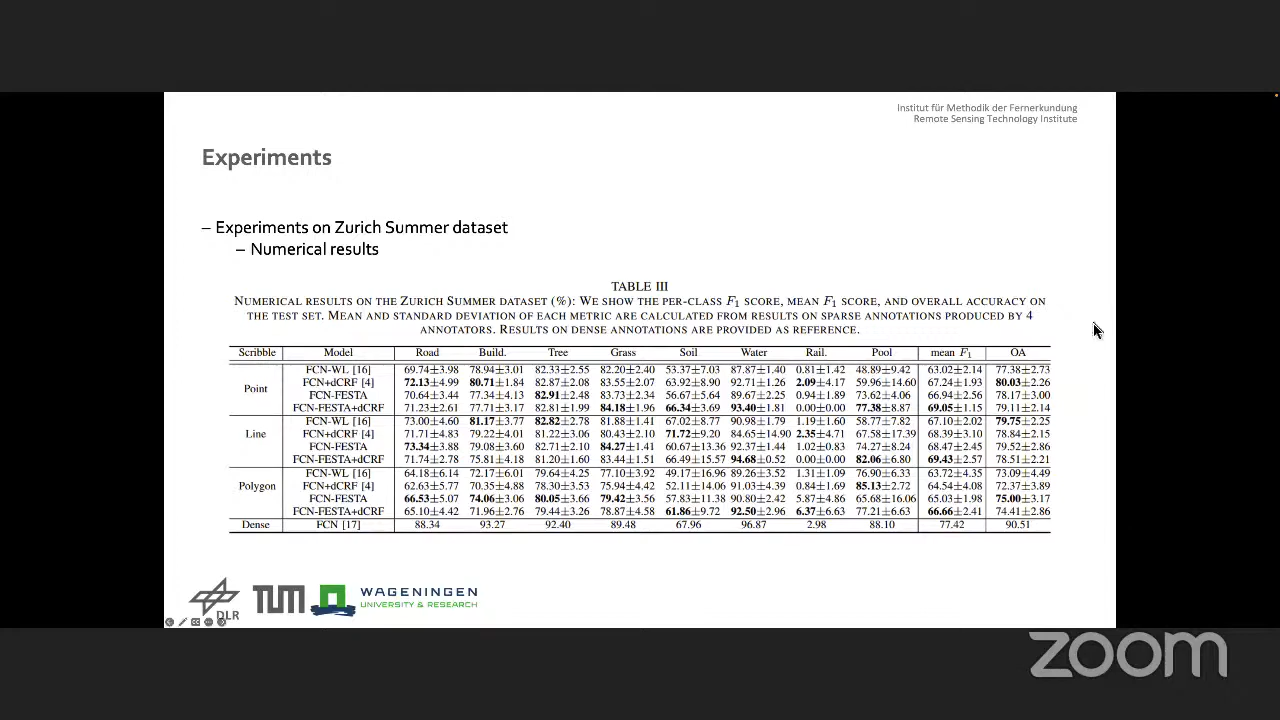 Institut für Methodik der Fernerkundung
Remote Sensing Technology Institute
Experiments
– Experiments on Zurich Summer dataset
– Numerical results
TABLE III
NUMERICAL RESULTS ON THE ZURICH SUMMER DATASET (%): WE SHOW THE PER-CLASS F1 SCORE, MEAN F1 SCORE, AND OVERALL ACCURACY ON
THE TEST SET. MEAN AND STANDARD DEVIATION OF EACH METRIC ARE CALCULATED FROM RESULTS ON SPARSE ANNOTATIONS PRODUCED BY 4
ANNOTATORS. RESULTS ON DENSE ANNOTATIONS ARE PROVIDED AS REFERENCE.
Scribble Model Road Build. Tree Grass Soil Water Rail. Pool mean F1 OA
Point
FCN-WL [16] 69.74±3.98 78.94±3.01 82.33±2.55 82.20±2.40 53.37±7.03 87.87±1.40 0.81±1.42 48.89±9.42 63.02±2.14 77.38±2.73
FCN+dCRF [4] 72.13±4.99 80.71±1.84 82.87±2.08 83.55±2.07 63.92±8.90 92.71±1.26 2.09±4.17 59.96±14.60 67.24±1.93 80.03±2.26
FCN-FESTA 70.64±3.44 77.34±4.13 82.91±2.48 83.73±2.34 56.67±5.64 89.67±2.25 0.94±1.89 73.62±4.06 66.94±2.56 78.17±3.00
FCN-FESTA+dCRF 71.23±2.61 77.71±3.17 82.81±1.99 84.18±1.96 66.34±3.69 93.40±1.81 0.00±0.00 77.38±8.87 69.05±1.15 79.11±2.14
Line
FCN-WL [16] 73.00±4.60 81.17±3.77 82.82±2.78 81.88±1.41 67.02±8.77 90.98±1.79 1.19±1.60 58.77±7.82 67.10±2.02 79.75±2.25
FCN+dCRF [4] 71.71±4.83 79.22±4.01 81.22±3.06 80.43±2.10 71.72±9.20 84.65±14.90 2.35±4.71 67.58±17.39 68.39±3.10 78.84±2.15
FCN-FESTA 73.34±3.88 79.08±3.60 82.71±2.10 84.27±1.41 60.67±13.36 92.37±1.44 1.02±0.83 74.27±8.24 68.47±2.45 79.52±2.86
FCN-FESTA+dCRF 71.74±2.78 75.81±4.18 81.20±1.60 83.44±1.51 66.49±15.57 94.68±0.52 0.00±0.00 82.06±6.80 69.43±2.57 78.51±2.21
Polygon
FCN-WL [16] 64.18±6.14 72.17±6.01 79.64±4.25 77.10±3.92 49.17±16.96 89.26±3.52 1.31±1.09 76.90±6.33 63.72±4.35 73.09±4.49
FCN+dCRF [4] 62.63±5.77 70.35±4.88 78.30±3.53 75.94±4.42 52.11±14.06 91.03±4.39 0.84±1.69 85.13±2.72 64.54±4.08 72.37±3.89
FCN-FESTA 66.53±5.07 74.06±3.06 80.05±3.66 79.42±3.56 57.83±11.38 90.80±2.42 5.87±4.86 65.68±16.06 65.03±1.98 75.00±3.17
FCN-FESTA+dCRF 65.10±4.42 71.96±2.76 79.44±3.26 78.87±4.58 61.86±9.72 92.50±2.96 6.37±6.63 77.21±6.63 66.66±2.41 74.41±2.86
Dense FCN [17] 88.34 93.27 92.40 89.48 67.96 96.87 2.98 88.10 77.42 90.51
DLR TUM WAGENINGEN
UNIVERSITY & RESEARCH
zoom